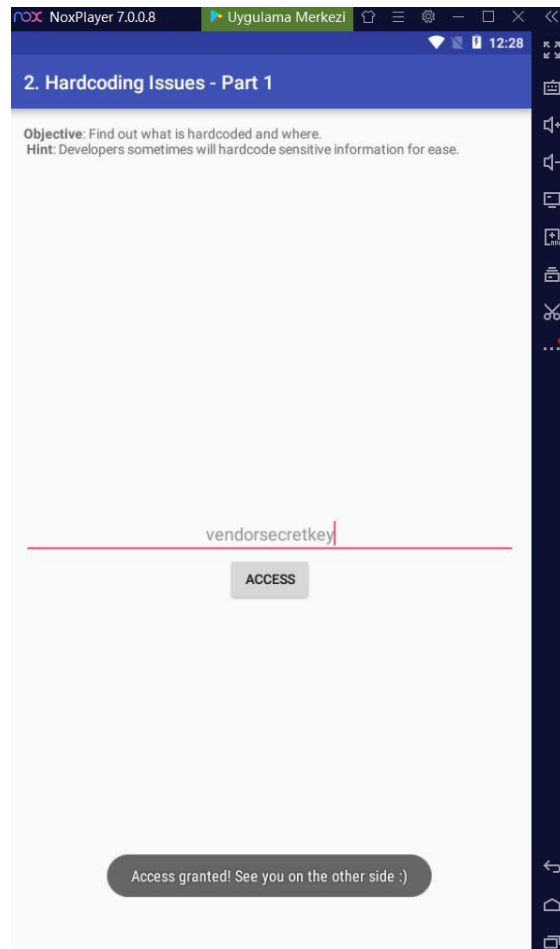 nox NoxPlayer 7.0.0.8 Uygulama Merkezi
12:28
2. Hardcoding Issues - Part 1
Objective: Find out what is hardcoded and where.
Hint: Developers sometimes will hardcode sensitive information for ease.
vendorsecretkey
ACCESS
Access granted! See you on the other side :)